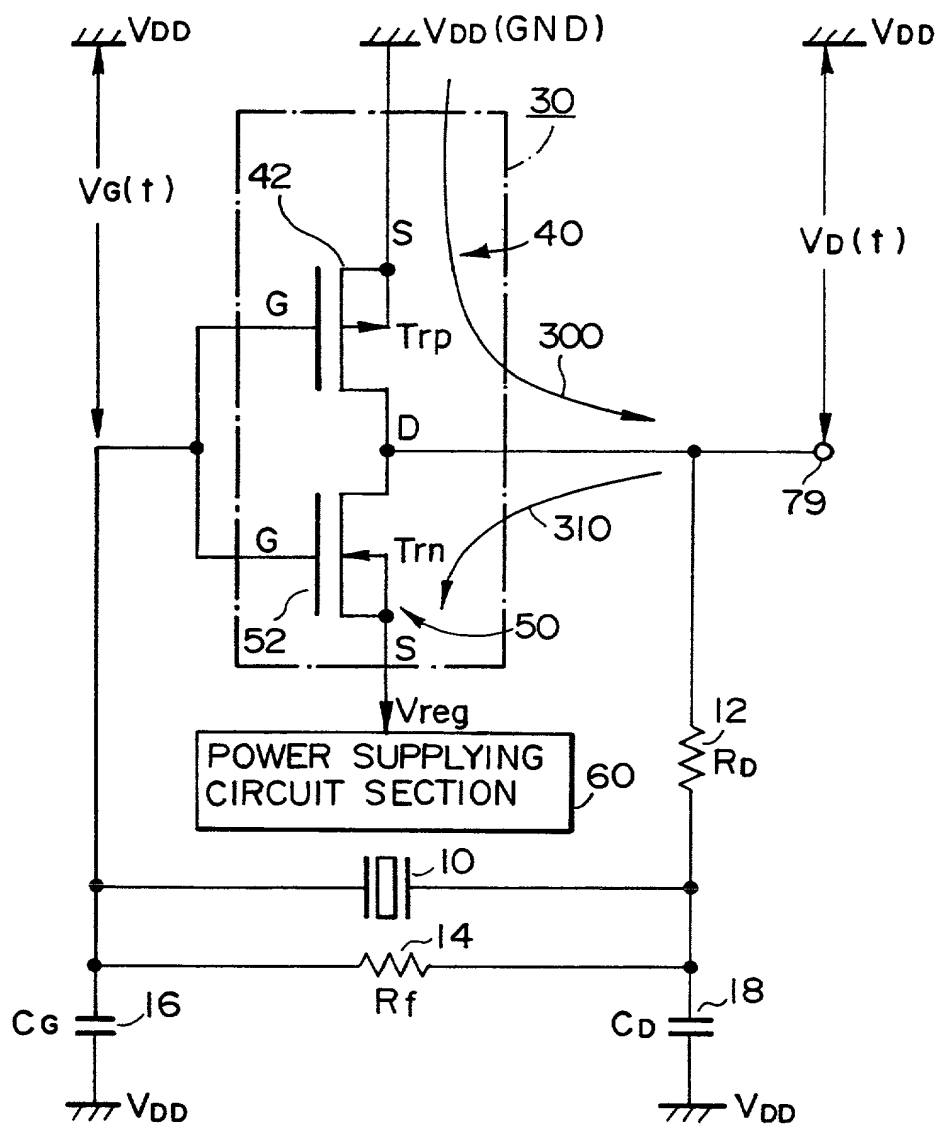 VDD
VDD (GND)
VDD
30
42
VG(t)
S
40
VD(t)
G
Trp
300
D
79
310
G
Trn
52
50
S
Vreg
12
RD
POWER SUPPLYING
CIRCUIT SECTION
60
10
14
Rf
CG
16
CD
18
VDD
VDD